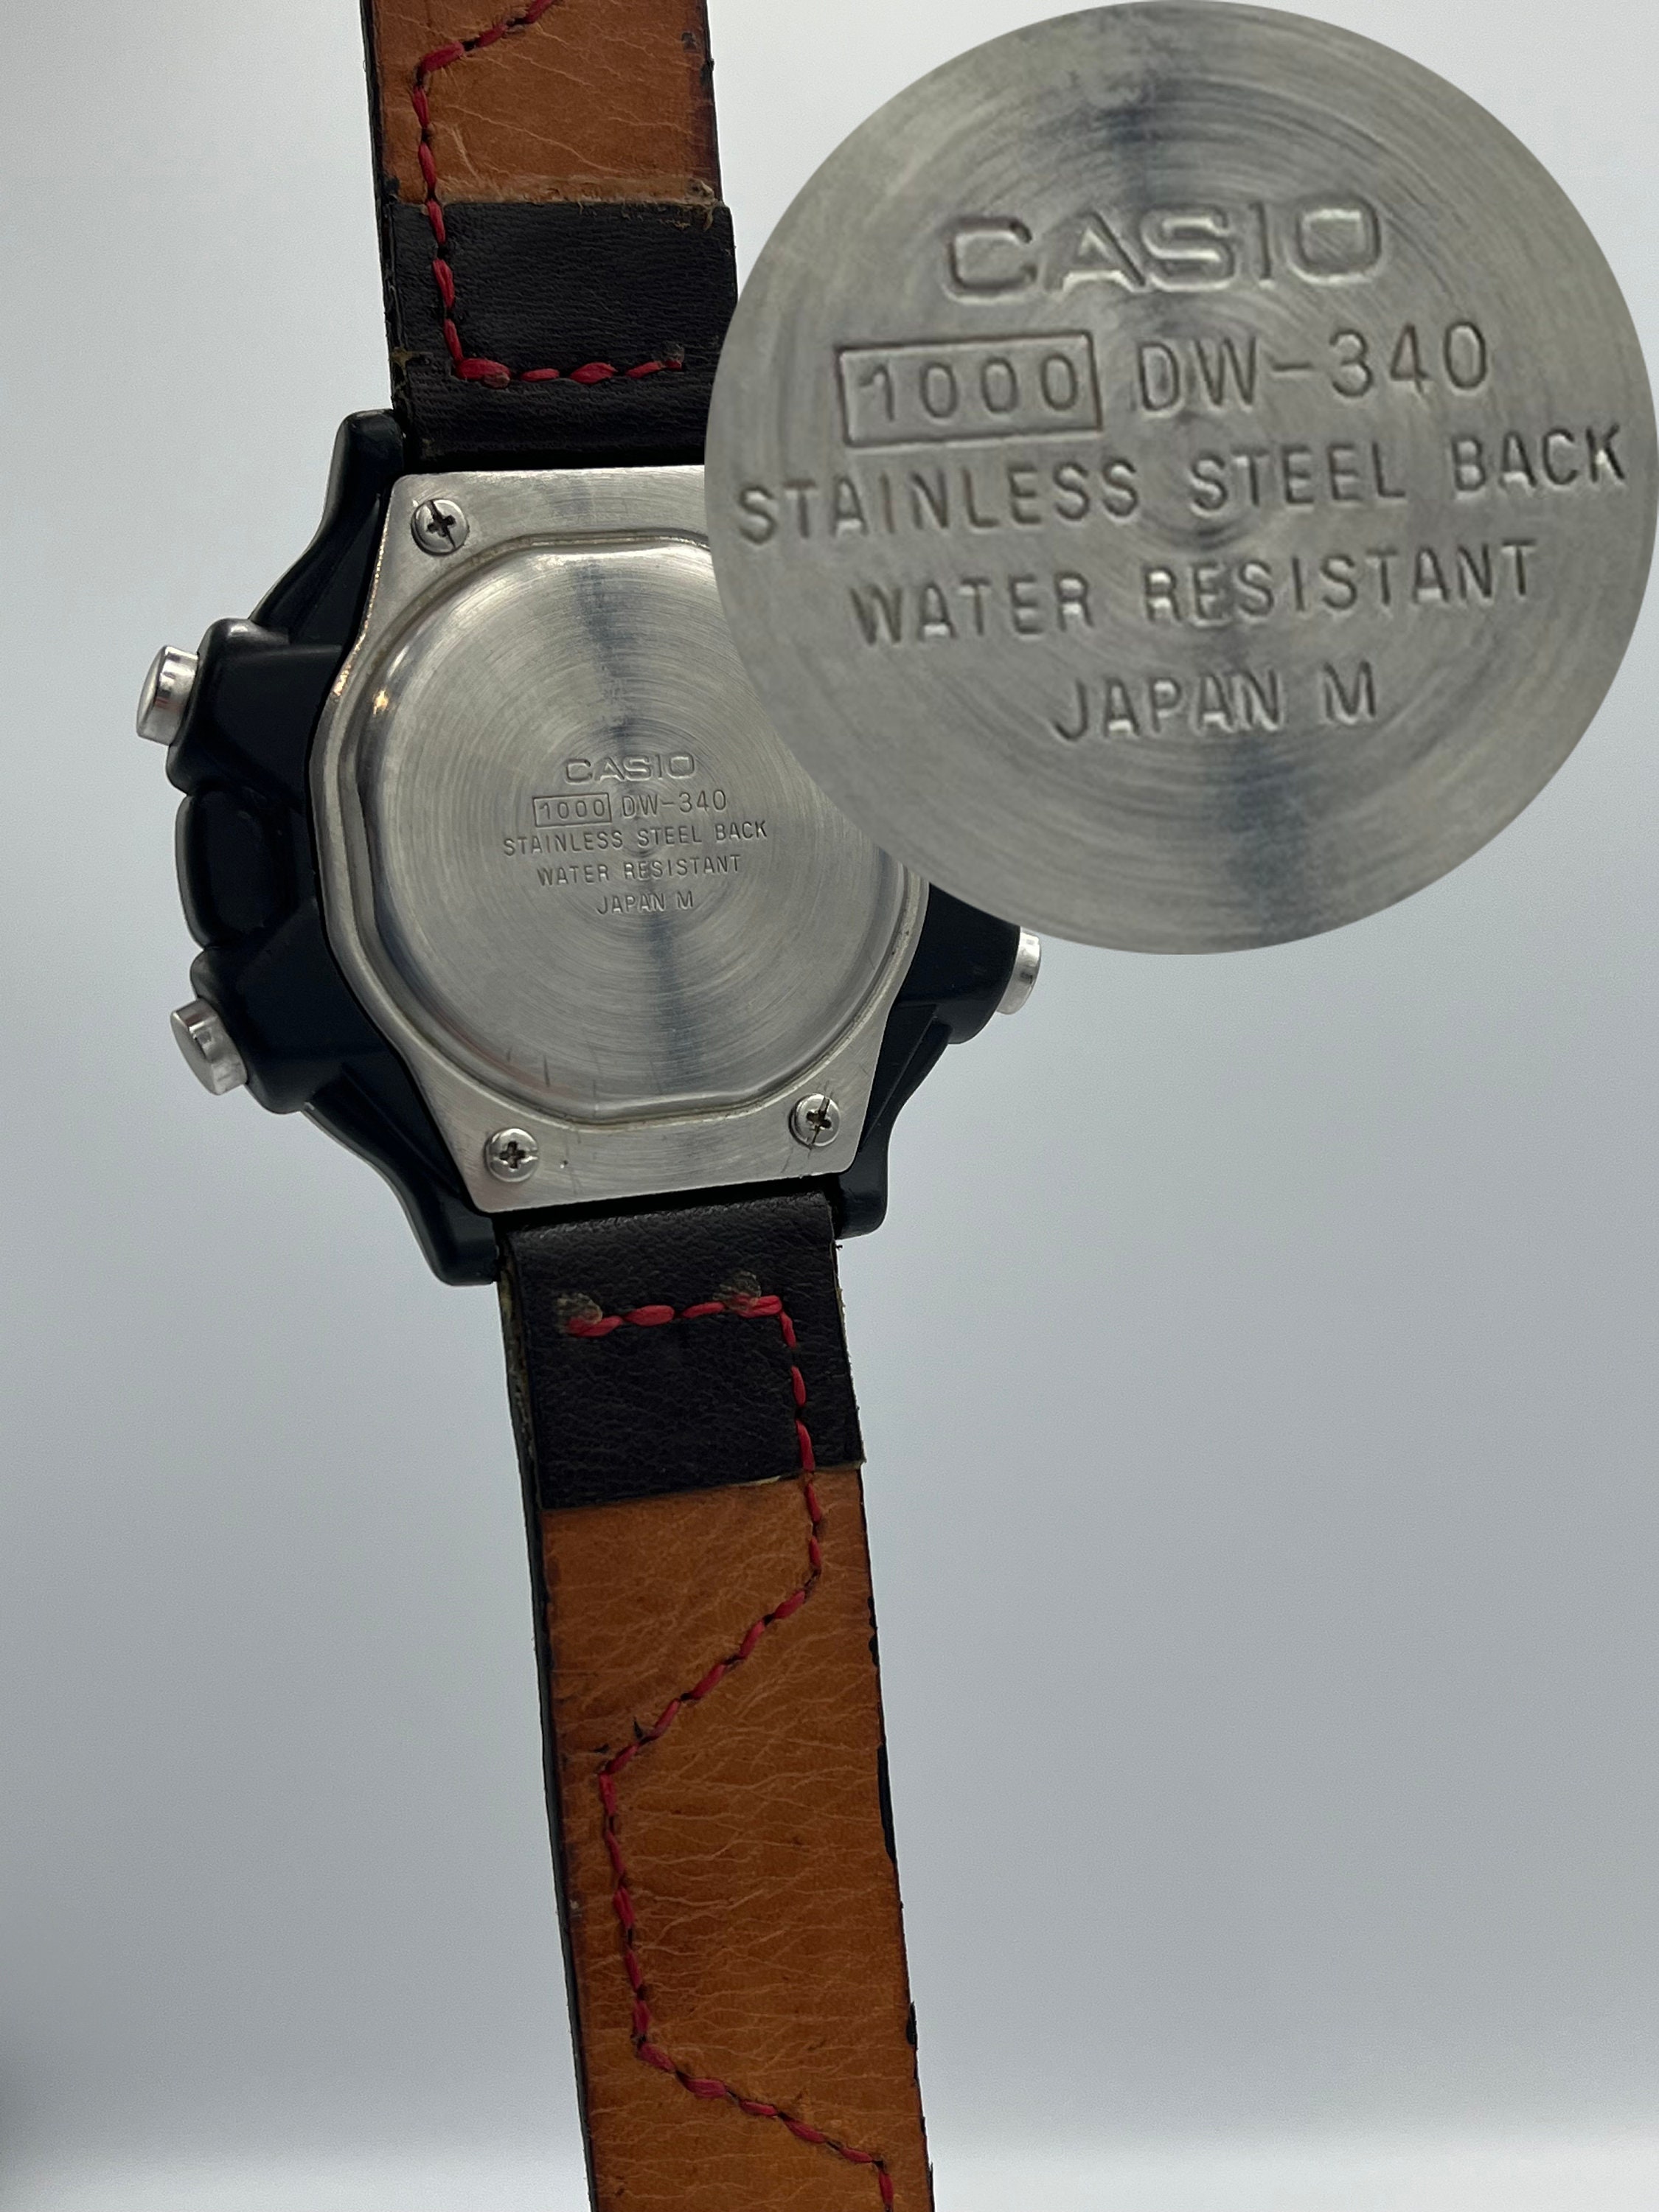 CASIO
1000 DW-340
STAINLESS STEEL BACK
WATER RESISTANT
JAPAN M
CASIO
1000 DW-340
STAINLESS STEEL BACK
WATER RESISTANT
JAPAN M